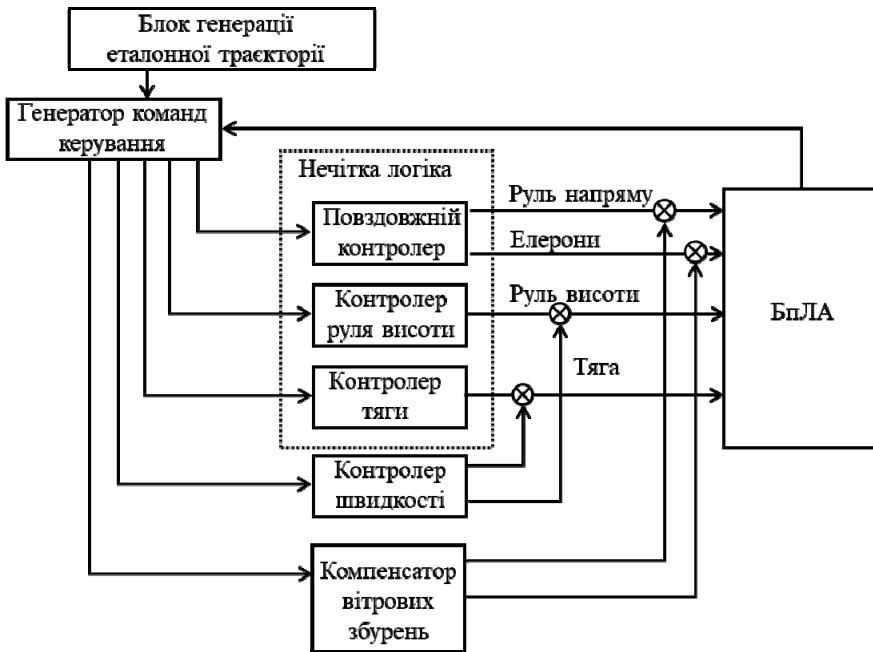 Блок генерації
еталонної траєкторії
Генератор команд
керування
Нечітка логіка
Повздовжній
контролер
Руль напряму
Елерони
Контролер
руля висоти
Руль висоти
БпЛА
Контролер
тяги
Тяга
Контролер
швидкості
Компенсатор
вітрових
збурень